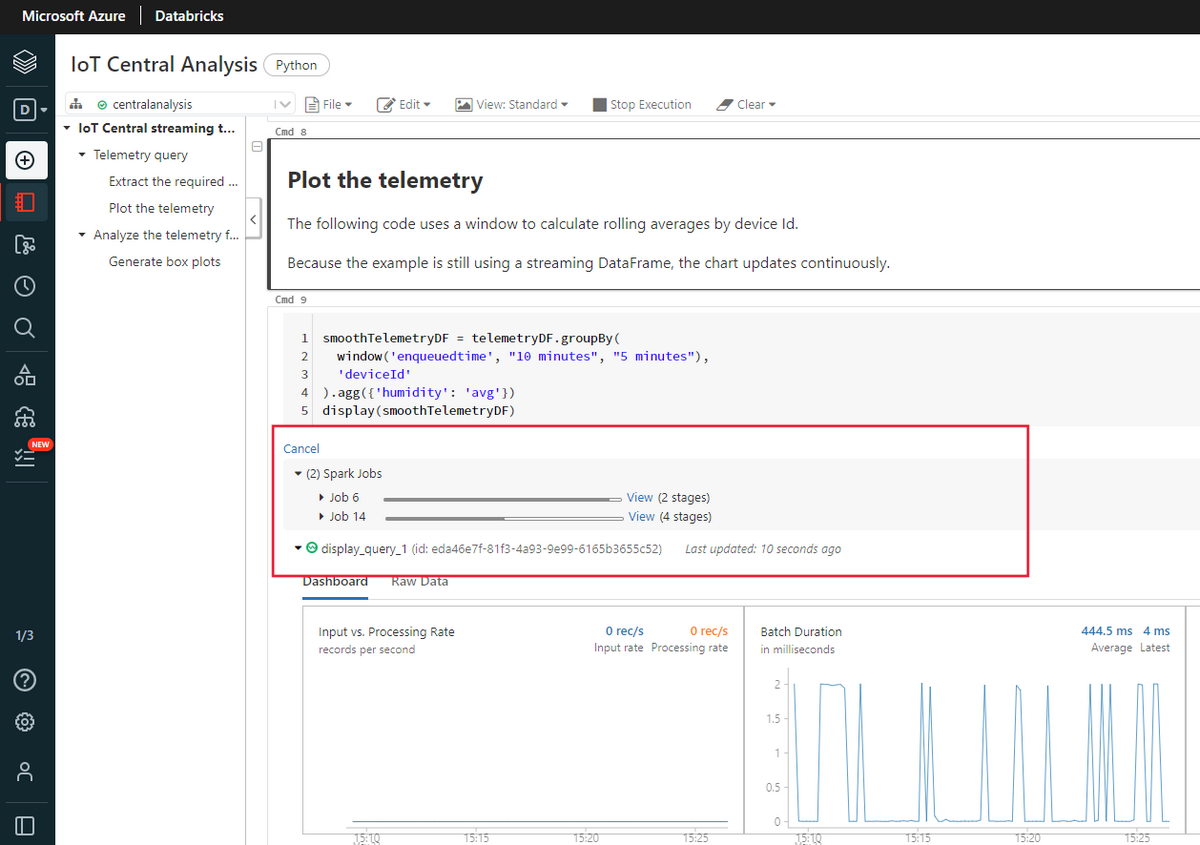 Microsoft Azure Databricks
IoT Central Analysis Python
D
centralanalysis File Edit View: Standard Stop Execution Clear
IoT Central streaming t...
Telemetry query
Extract the required ...
Plot the telemetry
Analyze the telemetry f...
Generate box plots
NEW
1/3
Cmd 8
Plot the telemetry
The following code uses a window to calculate rolling averages by device Id.
Because the example is still using a streaming DataFrame, the chart updates continuously.
Cmd 9
1 smoothTelemetryDF = telemetryDF.groupBy(
2 window('enqueuedtime', "10 minutes", "5 minutes"),
3 'deviceId'
4 ).agg({'humidity': 'avg'})
5 display(smoothTelemetryDF)
Cancel
(2) Spark Jobs
Job 6 View (2 stages)
Job 14 View (4 stages)
display_query_1 (id: eda46e7f-81f3-4a93-9e99-6165b3655c52) Last updated: 10 seconds ago
Dashboard Raw Data
Input vs. Processing Rate 0 rec/s 0 rec/s
records per second Input rate Processing rate
15:10 15:15 15:20 15:25
Batch Duration 444.5 ms 4 ms
in milliseconds Average Latest
2
1.5
1
0.5
0
15:10 15:15 15:20 15:25